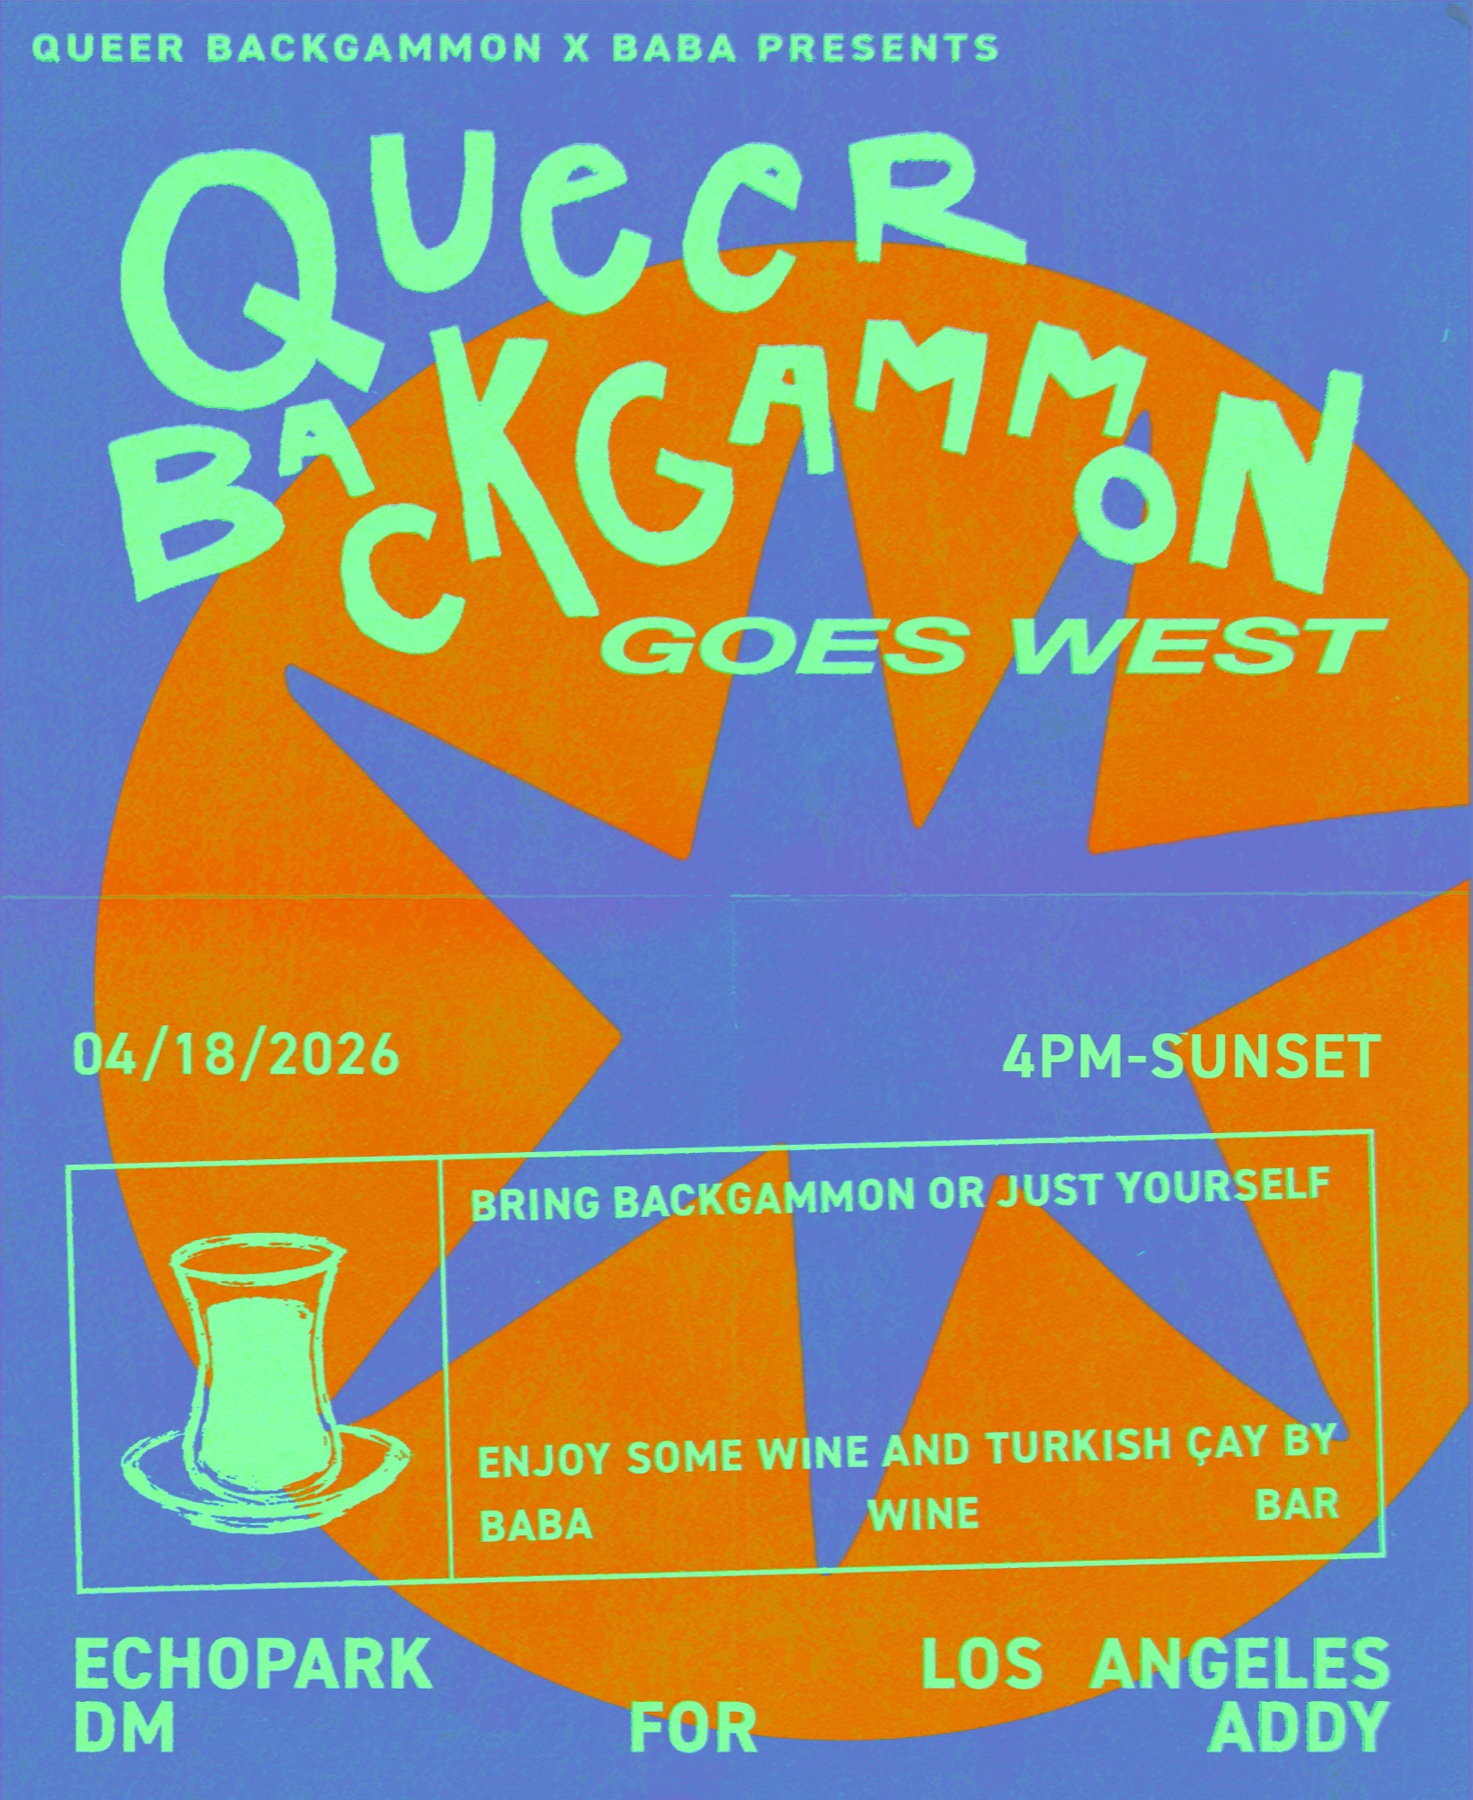 QUEER BACKGAMMON X BABA PRESENTS
QUEER
BACKGAMMON
GOES WEST
04/18/2026
4PM-SUNSET
BRING BACKGAMMON OR JUST YOURSELF
ENJOY SOME WINE AND TURKISH ÇAY BY
BABA WINE BAR
ECHOPARK LOS ANGELES
DM FOR ADDY